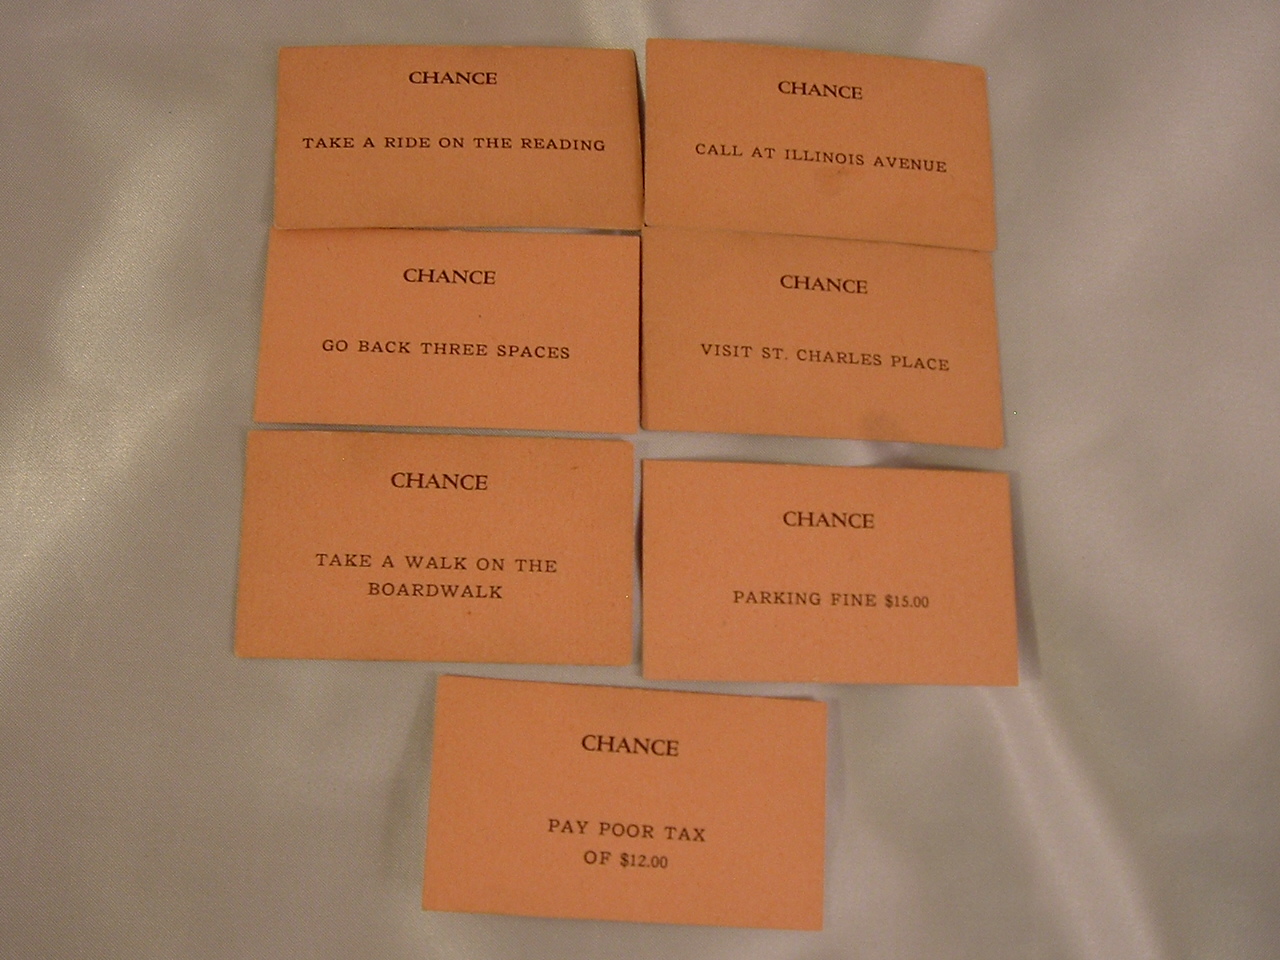 CHANCE
TAKE A RIDE ON THE READING
CHANCE
CALL AT ILLINOIS AVENUE
CHANCE
GO BACK THREE SPACES
CHANCE
VISIT ST. CHARLES PLACE
CHANCE
TAKE A WALK ON THE
BOARDWALK
CHANCE
PARKING FINE $15.00
CHANCE
PAY POOR TAX
OF $12.00